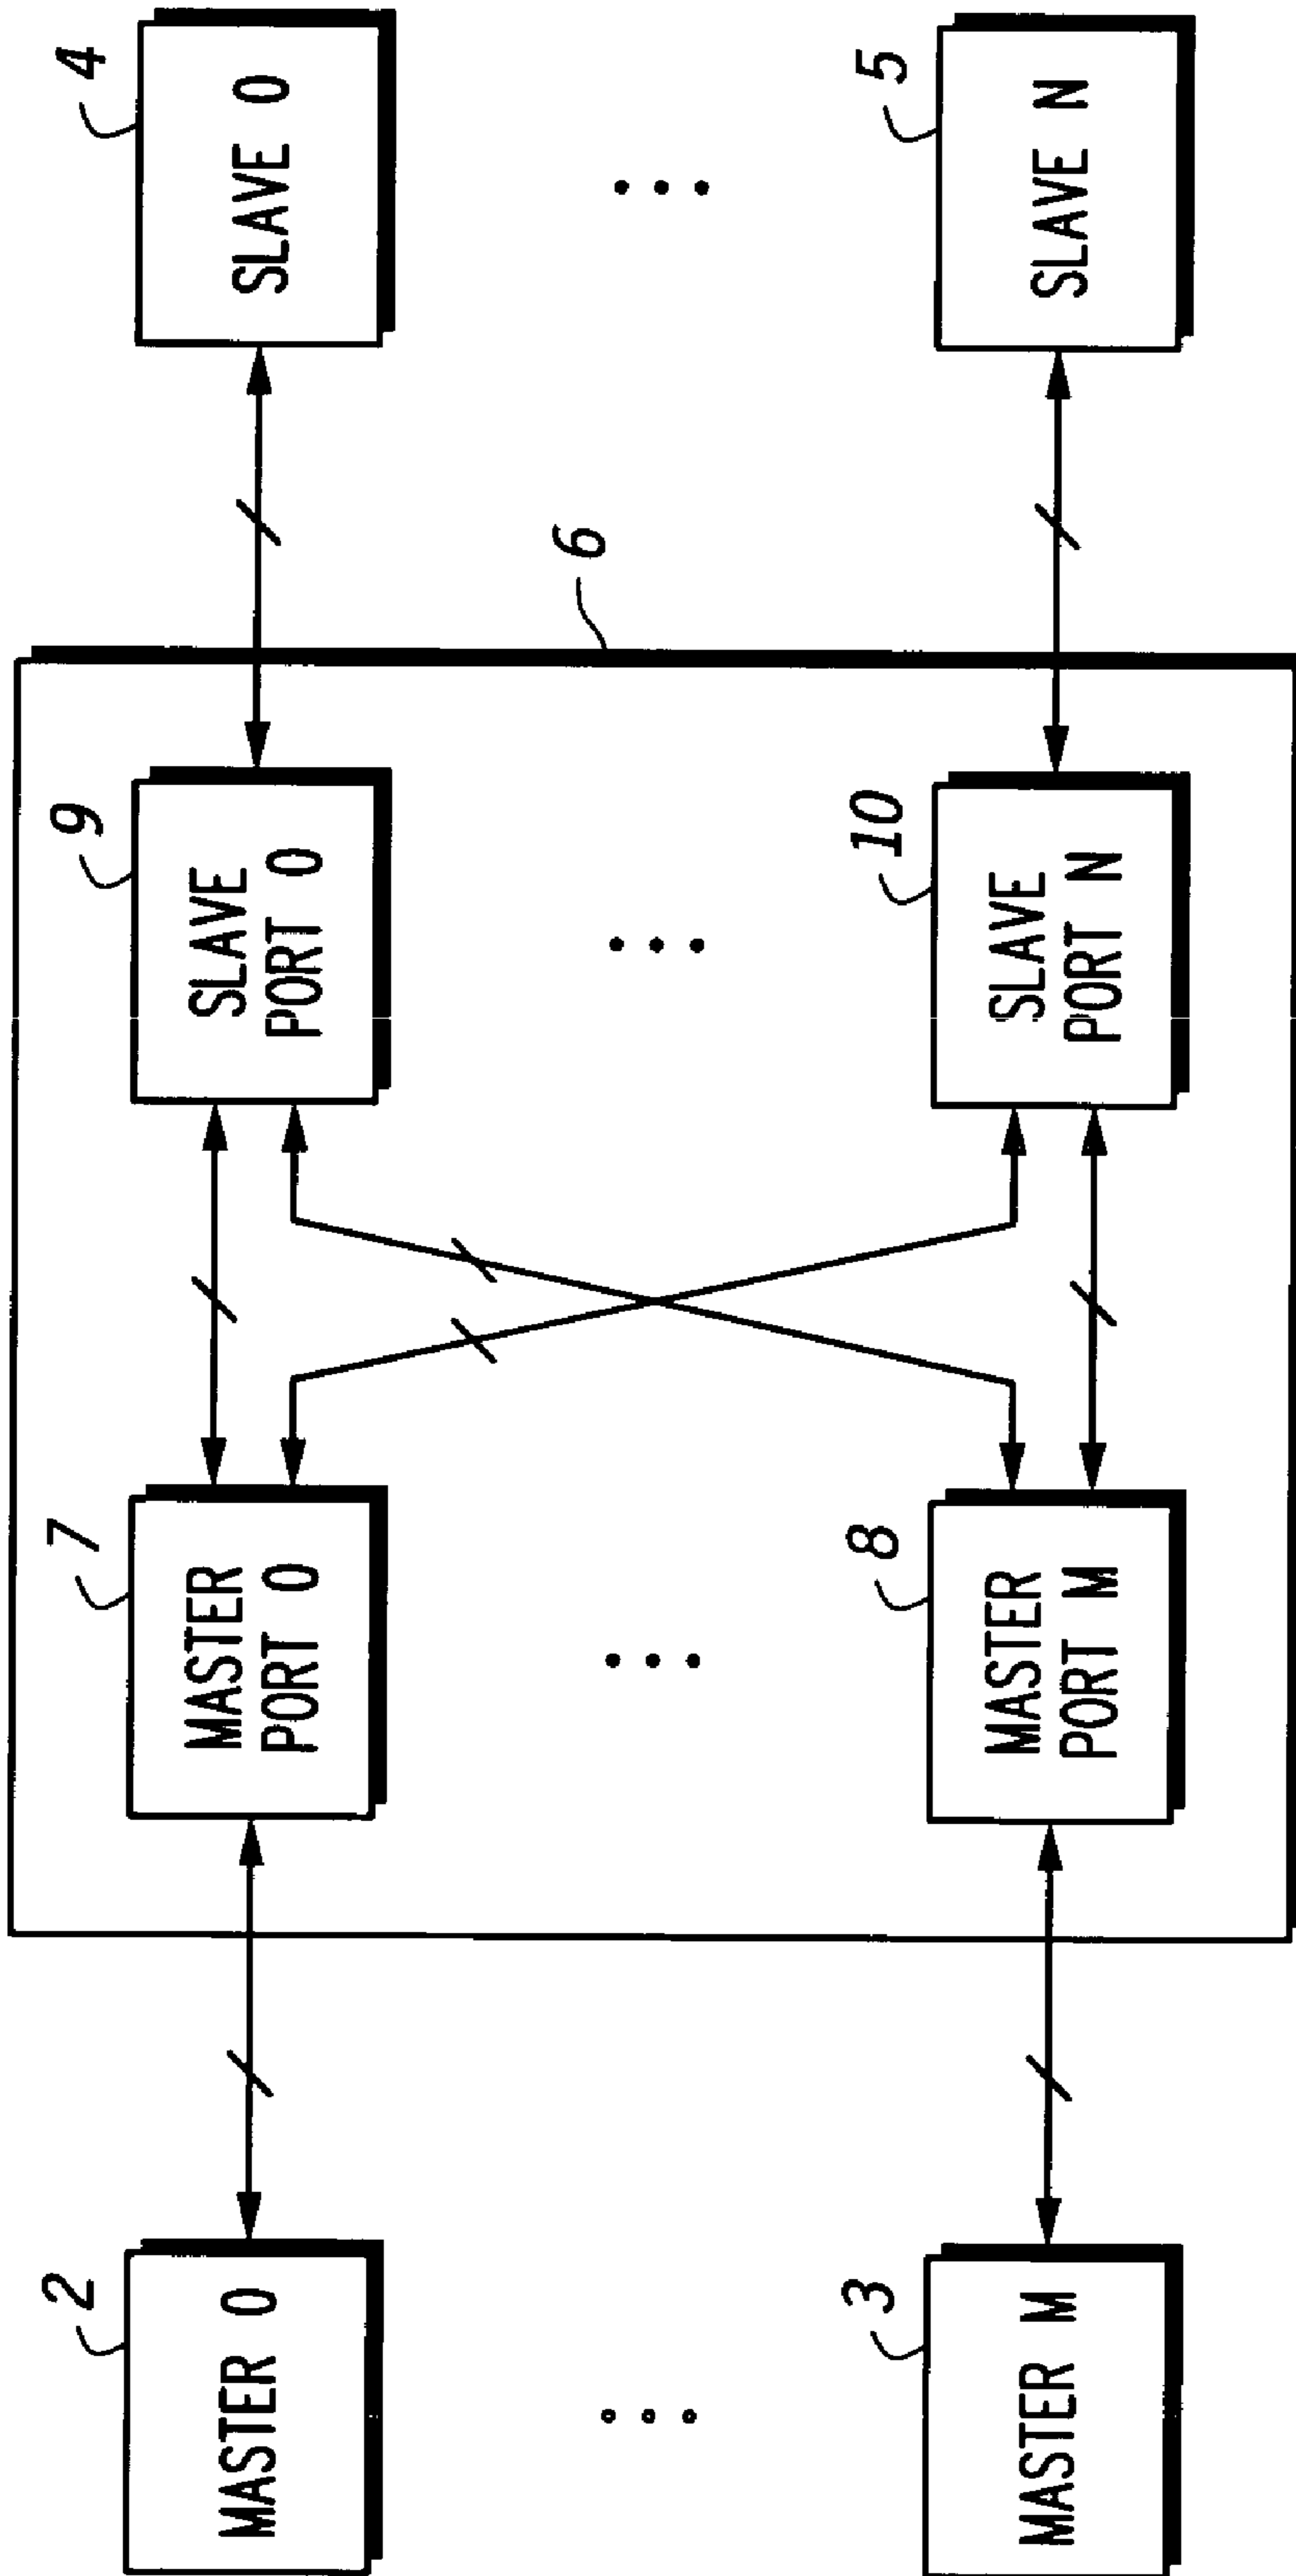 2
MASTER 0
7
MASTER
PORT 0
9
SLAVE
PORT 0
4
SLAVE 0
6
3
MASTER M
8
MASTER
PORT M
10
SLAVE
PORT N
5
SLAVE N